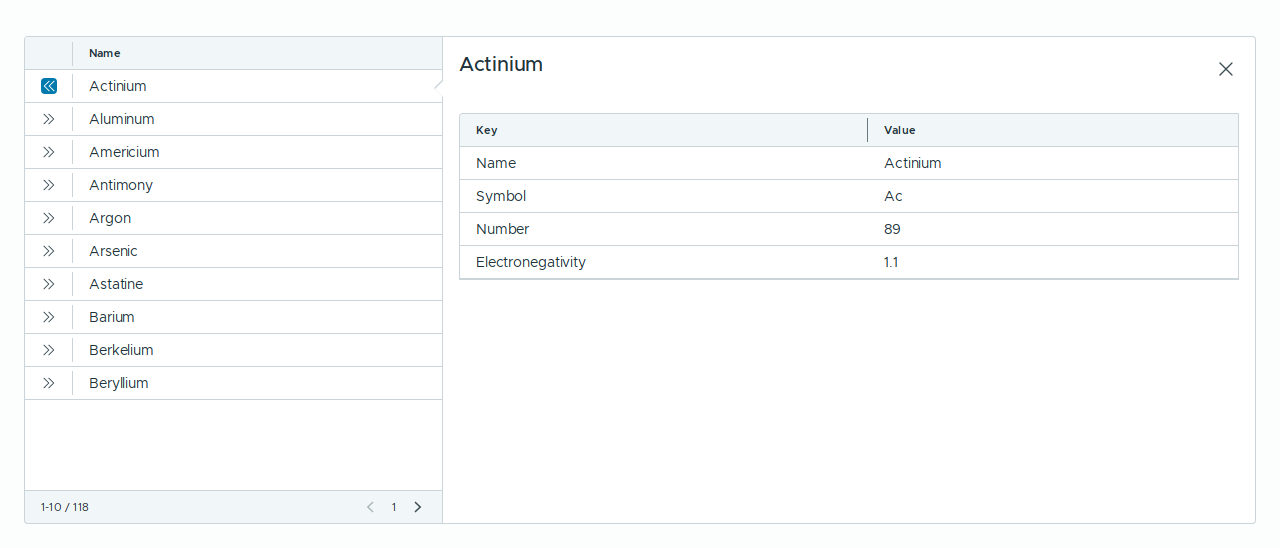 Name
Actinium
Aluminum
Americium
Antimony
Argon
Arsenic
Astatine
Barium
Berkelium
Beryllium
1-10 / 118
1
Actinium
Key Value
Name Actinium
Symbol Ac
Number 89
Electronegativity 1.1